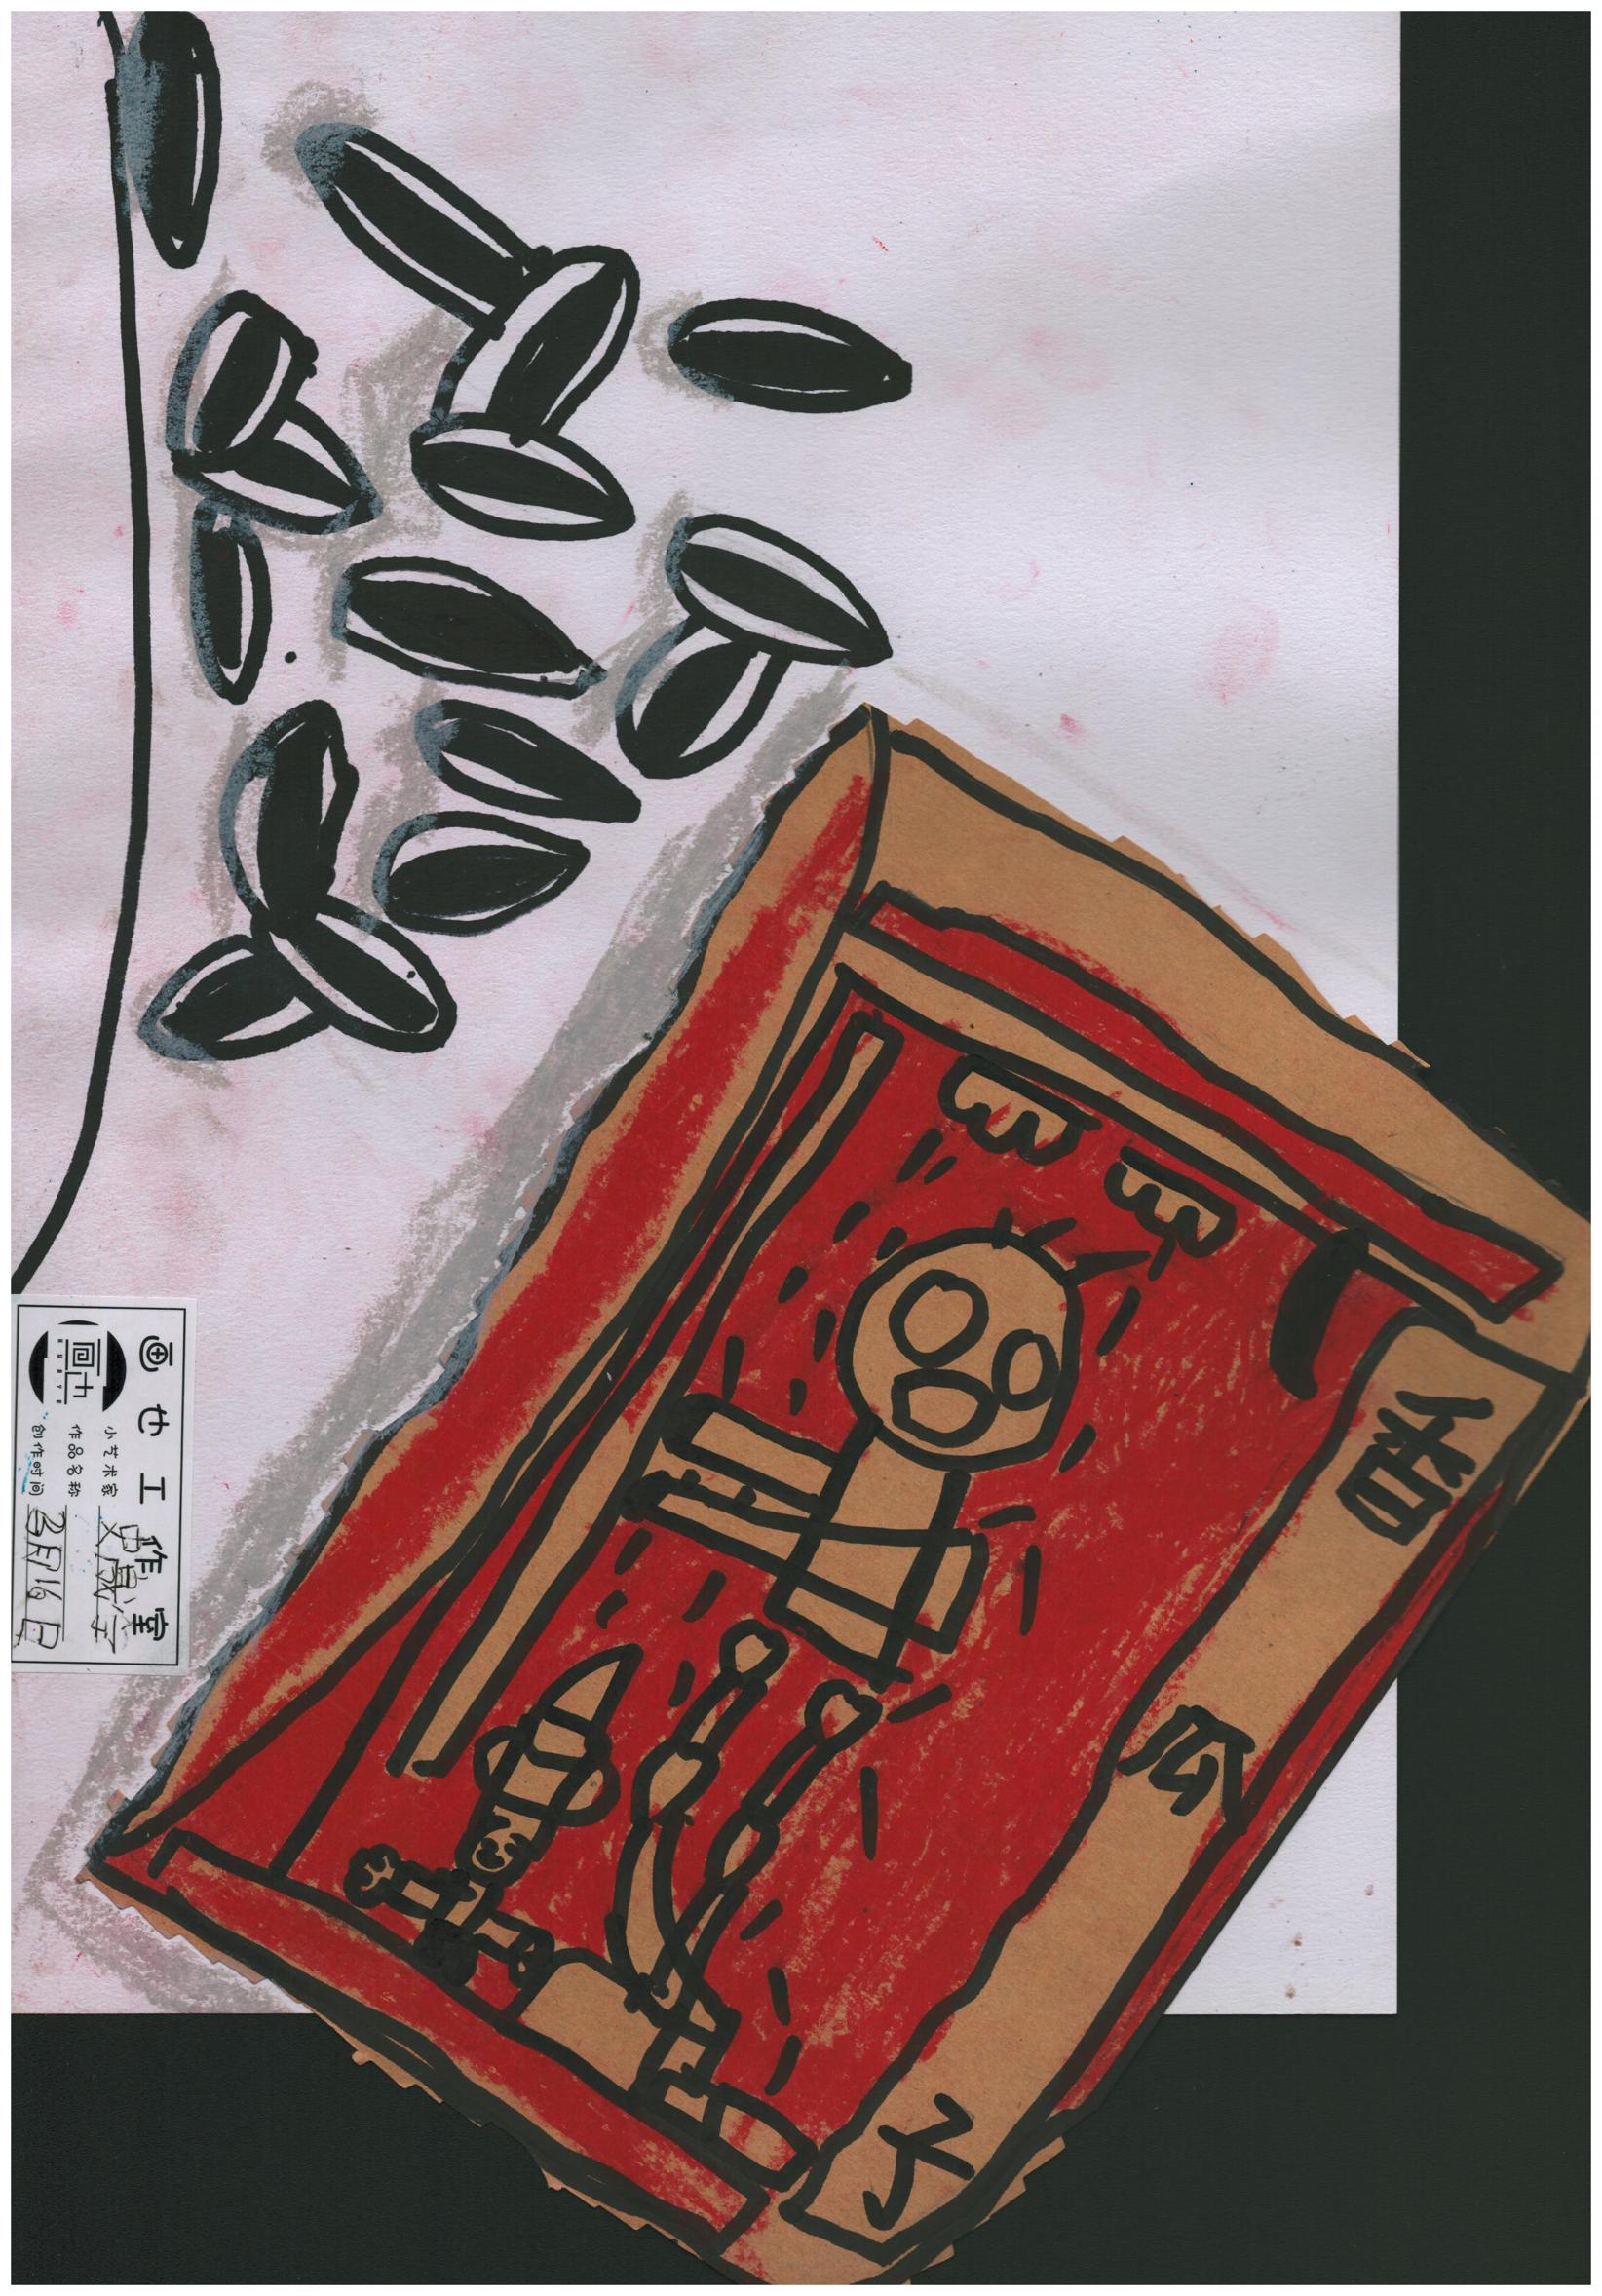 香
瓜
子
画也工作室
小艺术家
作品名称
创作时间 3月16日